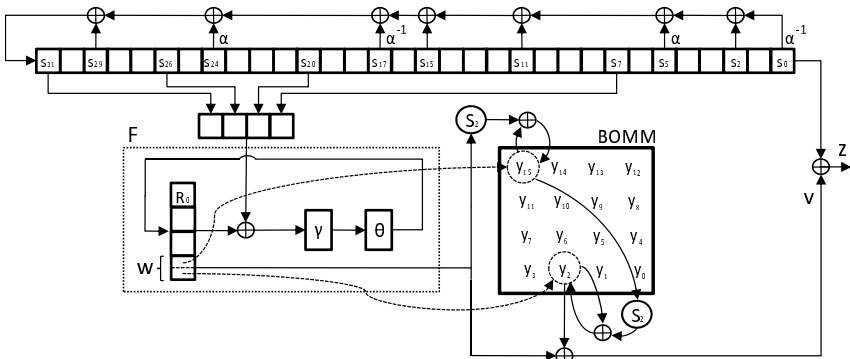 α α⁻¹ α α⁻¹
S₃₁ S₂₉ S₂₆ S₂₄ S₂₀ S₁₇ S₁₅ S₁₁ S₇ S₅ S₂ S₀
F
S₂
BOMM
Z
V
y₁₅ y₁₄ y₁₃ y₁₂
R₀
y₁₁ y₁₀ y₉ y₈
γ θ
y₇ y₆ y₅ y₄
W
y₃ y₂ y₁ y₀
S₂